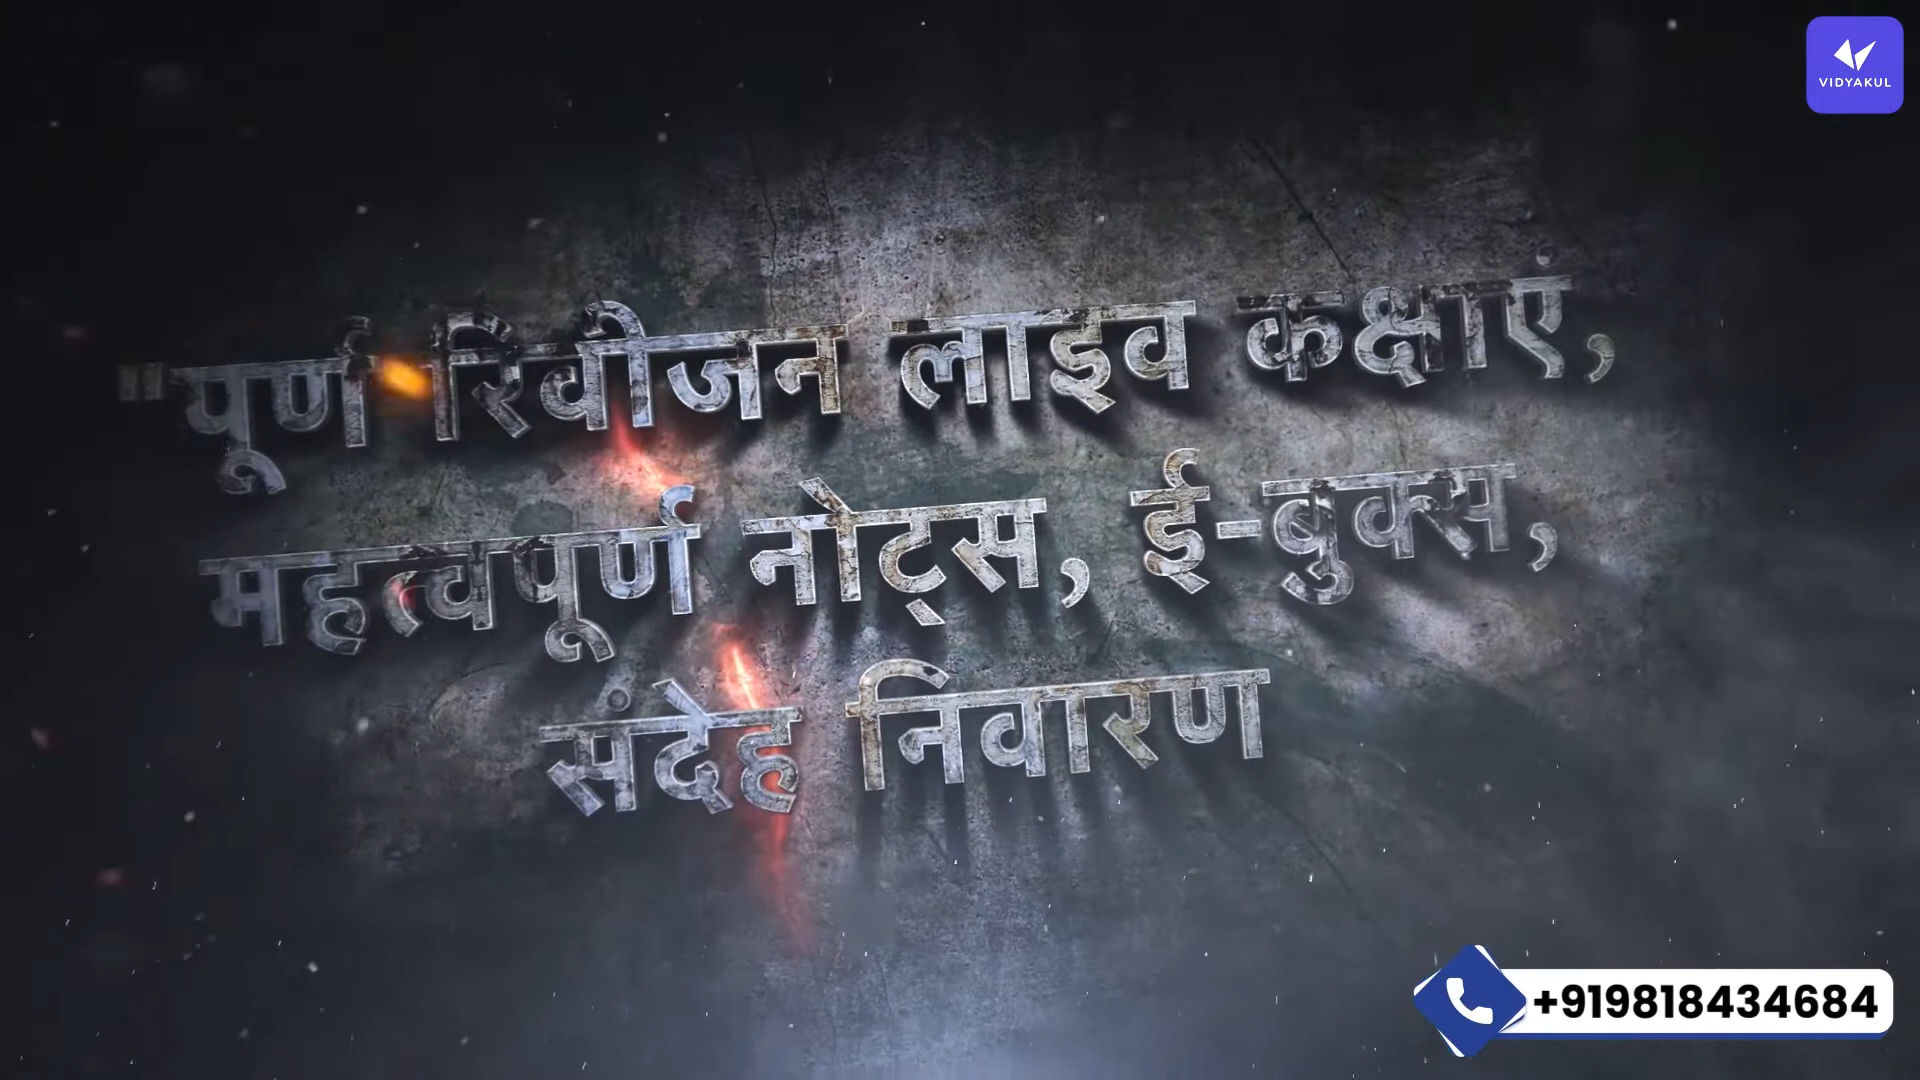 VIDYAKUL
"पूर्ण रिवीजन लाइव कक्षाएं,
महत्वपूर्ण नोट्स, ई-बुक्स,
संदेह निवारण
+919818434684